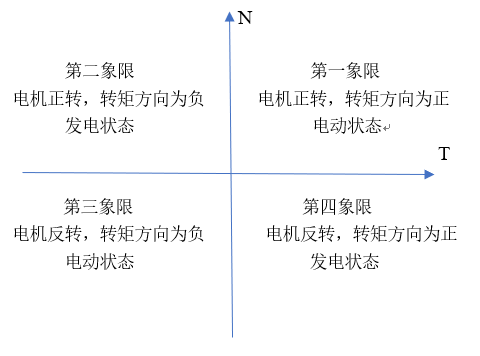 N
第二象限
电机正转，转矩方向为负
发电状态
第一象限
电机正转，转矩方向为正
电动状态↵
T
第三象限
电机反转，转矩方向为负
电动状态
第四象限
电机反转，转矩方向为正
发电状态